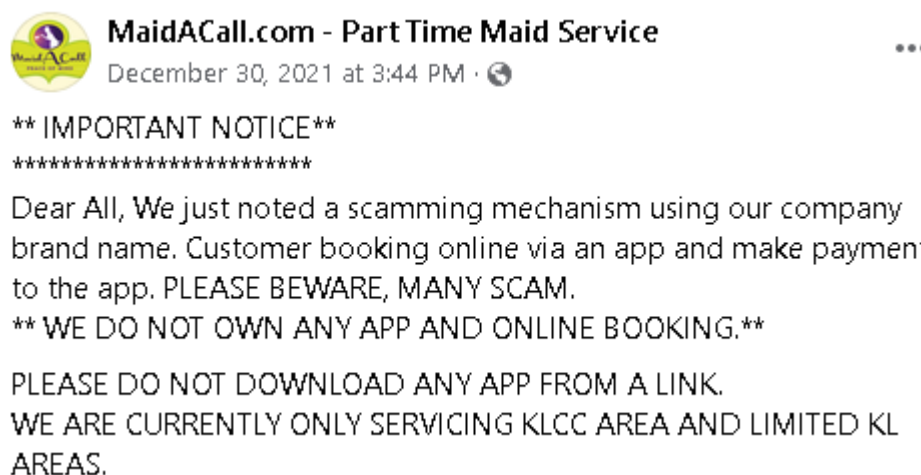 MaidACall.com - Part Time Maid Service
December 30, 2021 at 3:44 PM ·
** IMPORTANT NOTICE**
*************************
Dear All, We just noted a scamming mechanism using our company
brand name. Customer booking online via an app and make paymen
to the app. PLEASE BEWARE, MANY SCAM.
** WE DO NOT OWN ANY APP AND ONLINE BOOKING.**
PLEASE DO NOT DOWNLOAD ANY APP FROM A LINK.
WE ARE CURRENTLY ONLY SERVICING KLCC AREA AND LIMITED KL
AREAS.